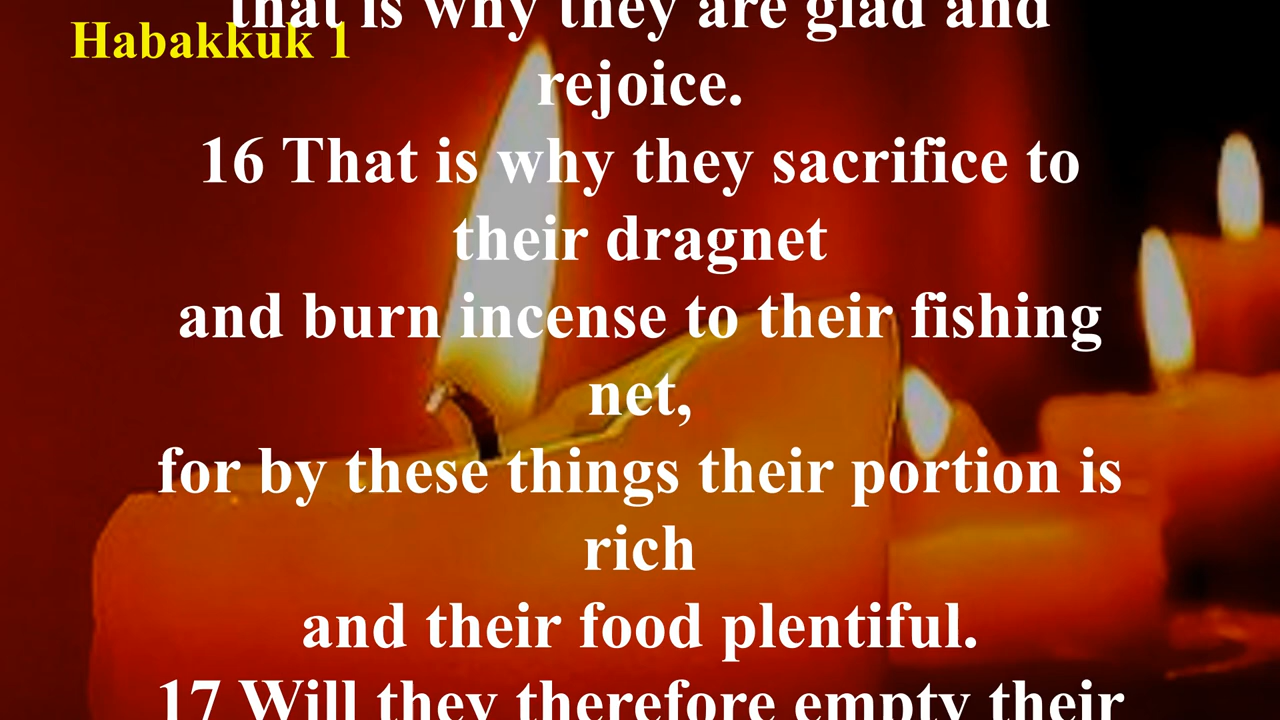 that is why they are glad and
Habakkuk 1
rejoice.
16 That is why they sacrifice to
their dragnet
and burn incense to their fishing
net,
for by these things their portion is
rich
and their food plentiful.
17 Will they therefore empty their